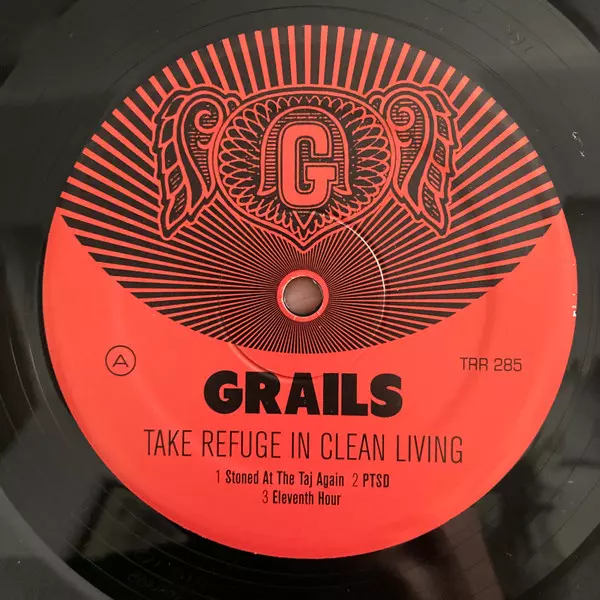 G
A
TRR 285
GRAILS
TAKE REFUGE IN CLEAN LIVING
1 Stoned At The Taj Again 2 PTSD
3 Eleventh Hour